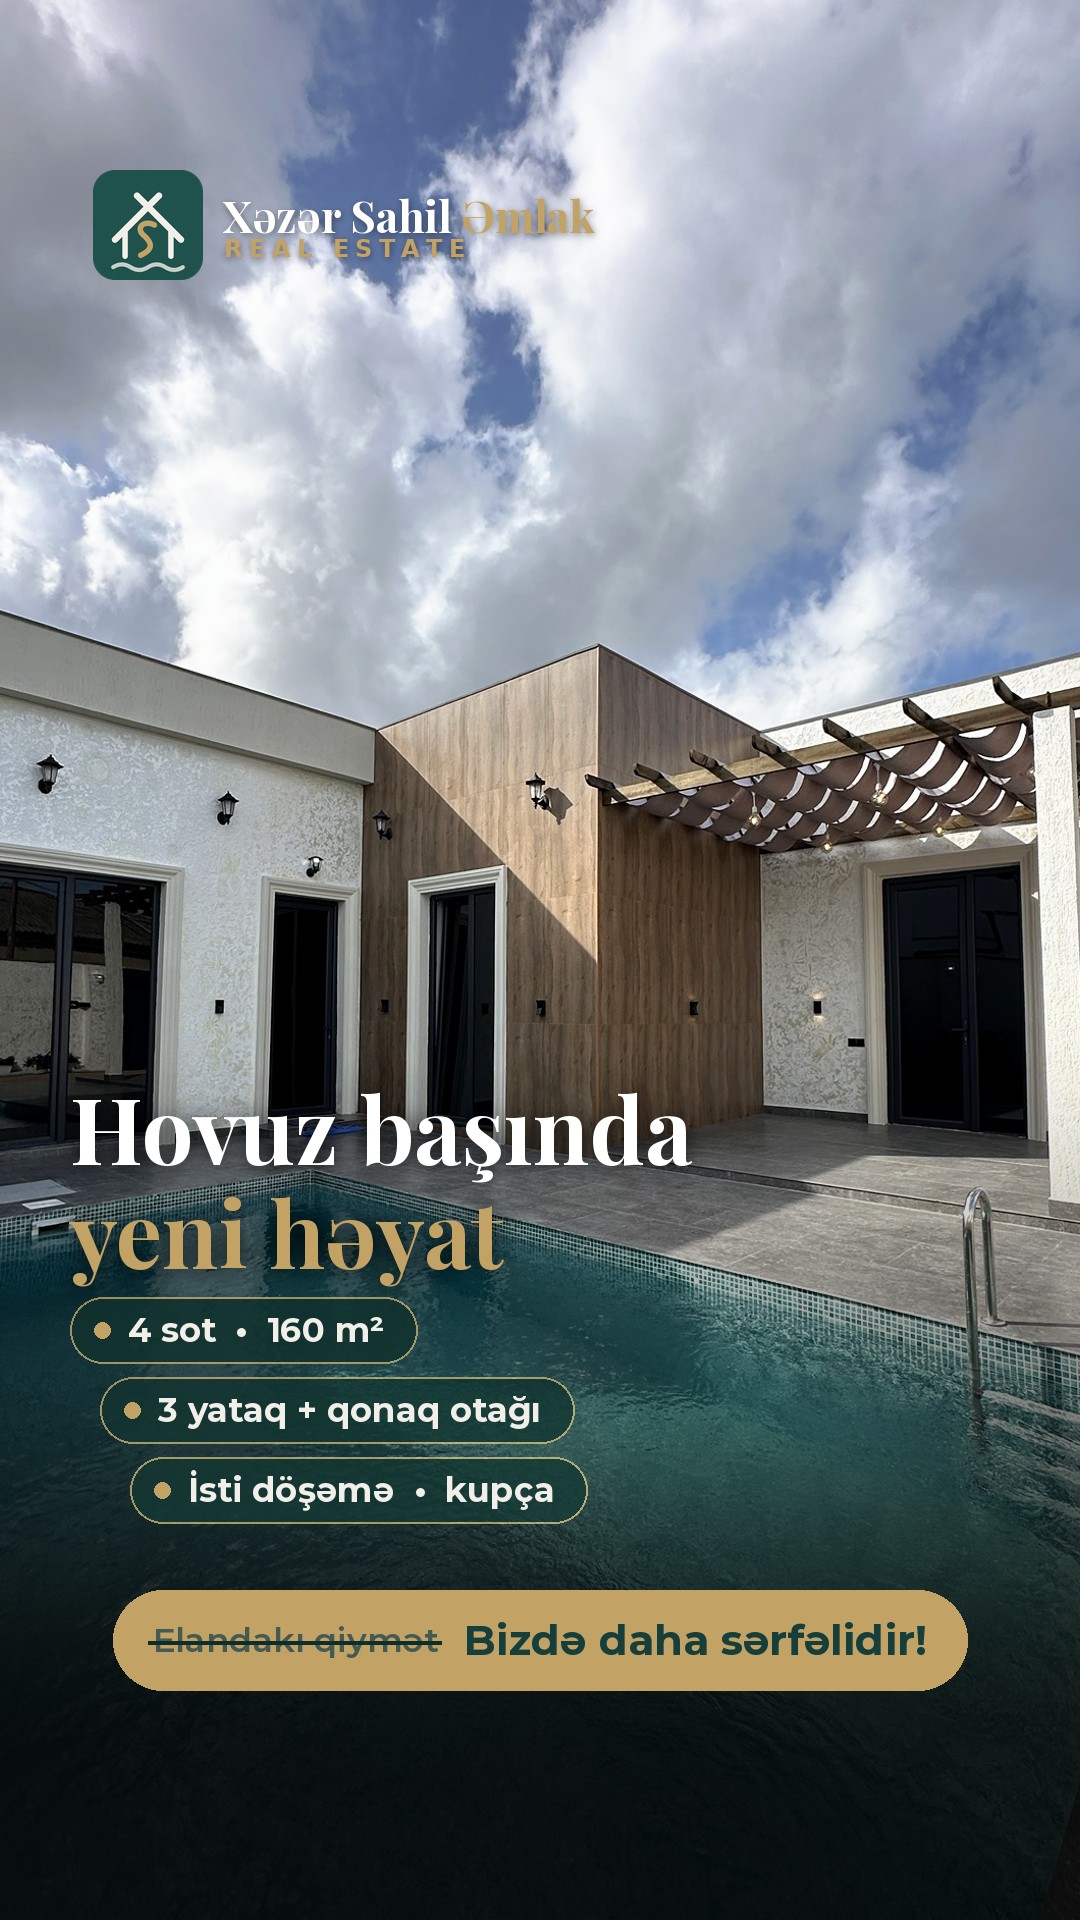 S
Xəzər Sahil Əmlak
REAL ESTATE
Hovuz başında
yeni həyat
4 sot • 160 m²
3 yataq + qonaq otağı
İsti döşəmə • kupça
Elandakı qiymət Bizdə daha sərfəlidir!